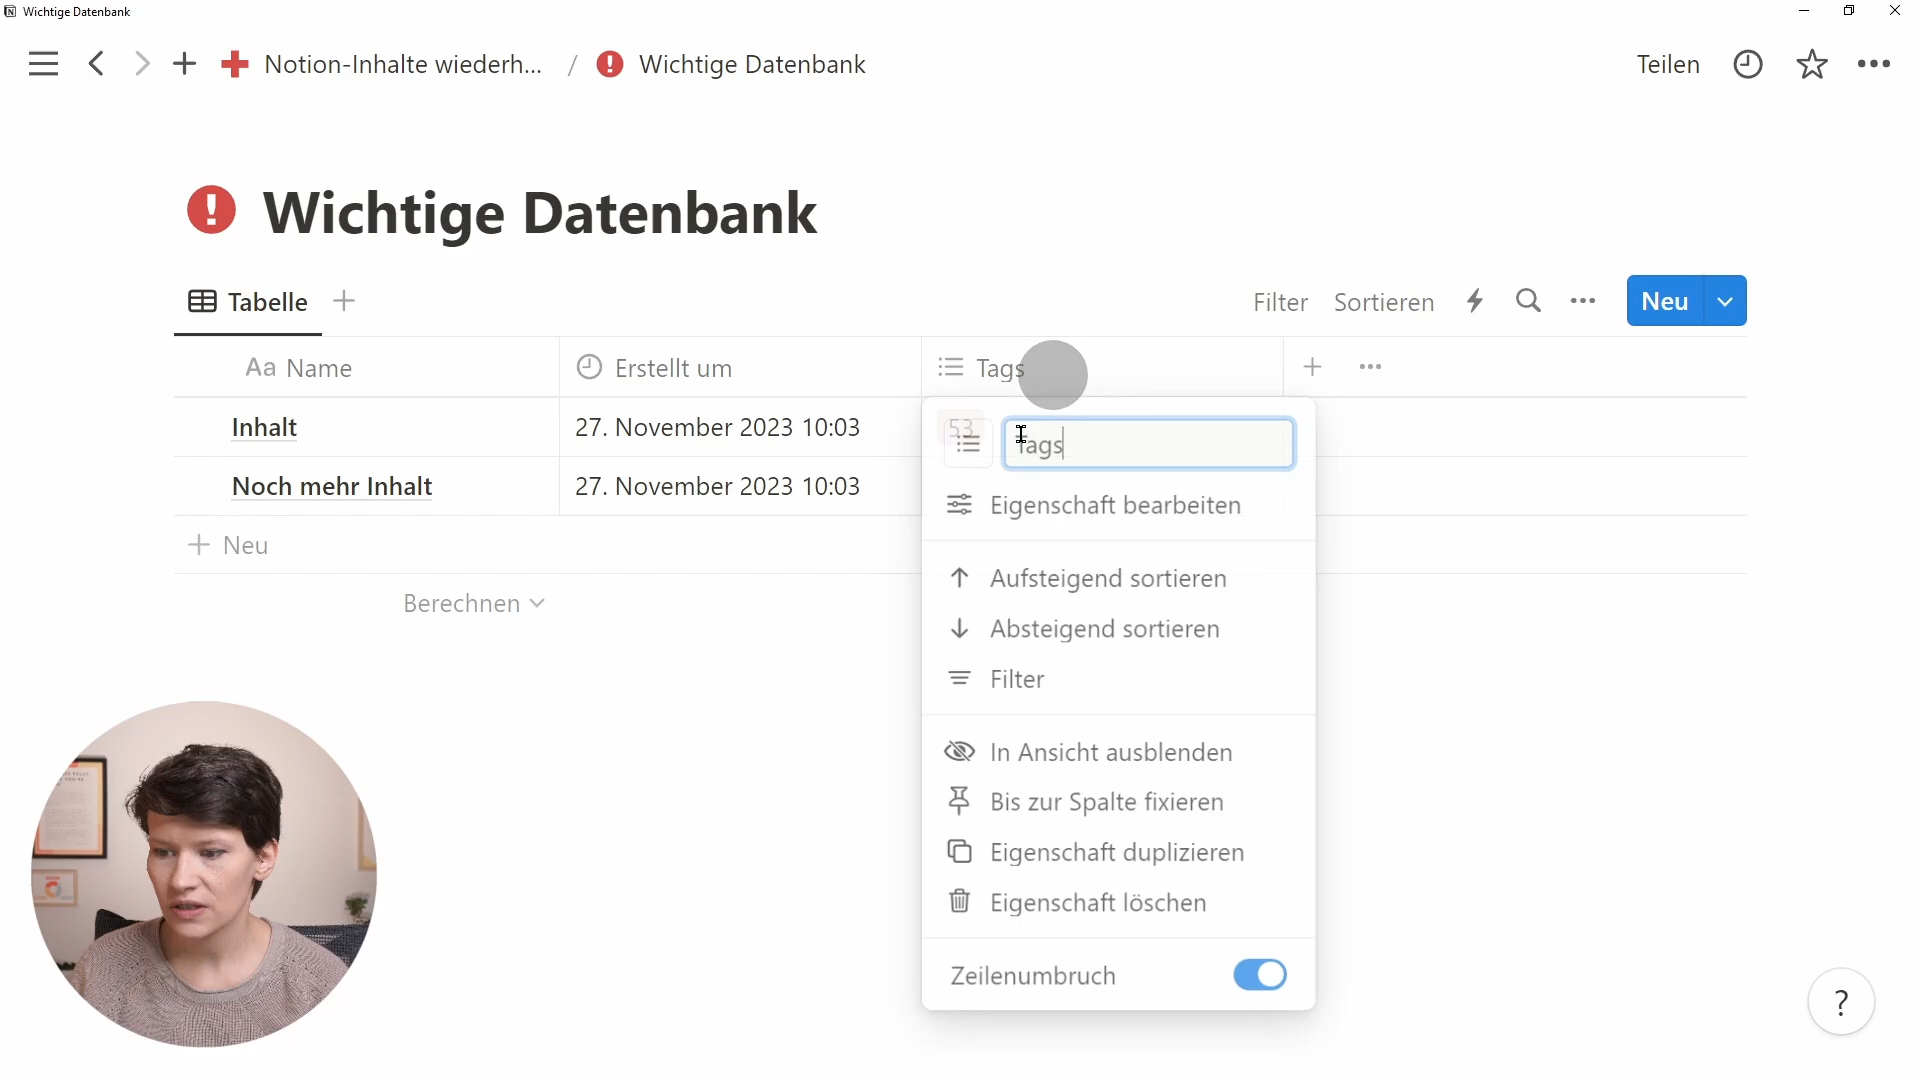 Wichtige Datenbank
Notion-Inhalte wiederh... / Wichtige Datenbank
Teilen
Wichtige Datenbank
Tabelle
Filter Sortieren
Neu
Aa Name
Erstellt um
Tags
Inhalt
27. November 2023 10:03
53
Tags
Noch mehr Inhalt
27. November 2023 10:03
Eigenschaft bearbeiten
Neu
Aufsteigend sortieren
Berechnen
Absteigend sortieren
Filter
In Ansicht ausblenden
Bis zur Spalte fixieren
Eigenschaft duplizieren
Eigenschaft löschen
Zeilenumbruch
?